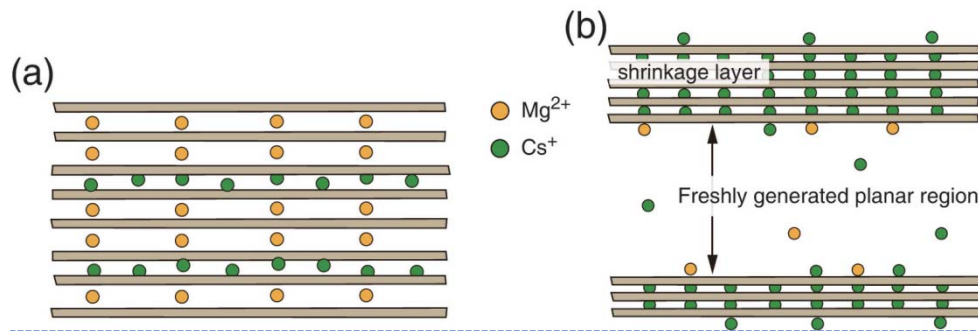 (a)
Mg²⁺
Cs⁺
(b)
shrinkage layer
Freshly generated planar region